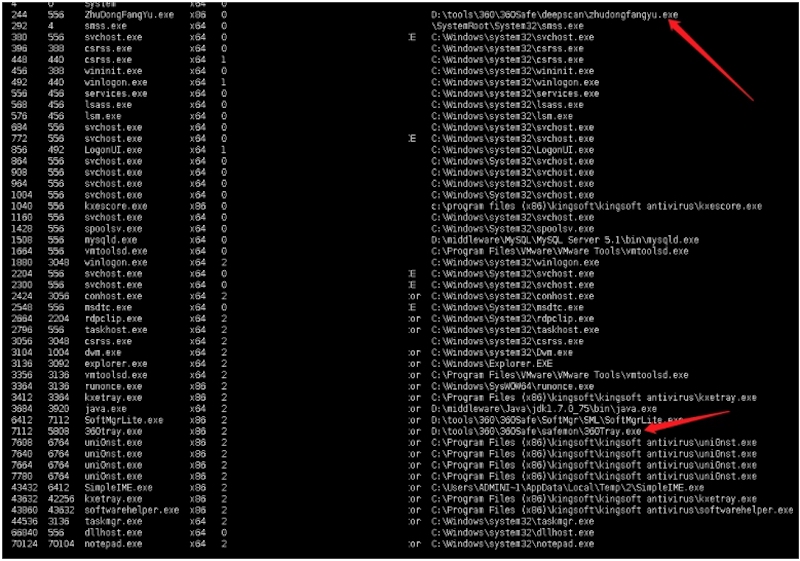 4 0 System x64 0
244 556 ZhuDongFangYu.exe x86 0 D:\tools\360\360Safe\deepscan\zhudongfangyu.exe
292 4 smss.exe x64 0 \SystemRoot\System32\smss.exe
380 556 svchost.exe x64 0 CE C:\Windows\system32\svchost.exe
396 388 csrss.exe x64 0 C:\Windows\system32\csrss.exe
448 440 csrss.exe x64 1 C:\Windows\system32\csrss.exe
456 388 wininit.exe x64 0 C:\Windows\system32\wininit.exe
492 440 winlogon.exe x64 1 C:\Windows\system32\winlogon.exe
556 456 services.exe x64 0 C:\Windows\system32\services.exe
568 456 lsass.exe x64 0 C:\Windows\system32\lsass.exe
576 456 lsm.exe x64 0 C:\Windows\system32\lsm.exe
684 556 svchost.exe x64 0 C:\Windows\system32\svchost.exe
772 556 svchost.exe x64 0 CE C:\Windows\system32\svchost.exe
856 492 LogonUI.exe x64 1 C:\Windows\system32\LogonUI.exe
864 556 svchost.exe x64 0 C:\Windows\System32\svchost.exe
908 556 svchost.exe x64 0 C:\Windows\system32\svchost.exe
964 556 svchost.exe x64 0 C:\Windows\system32\svchost.exe
1004 556 svchost.exe x64 0 C:\Windows\System32\svchost.exe
1040 556 kxescore.exe x86 0 c:\program files (x86)\kingsoft\kingsoft antivirus\kxescore.exe
1160 556 svchost.exe x64 0 C:\Windows\system32\svchost.exe
1428 556 spoolsv.exe x64 0 C:\Windows\System32\spoolsv.exe
1508 556 mysqld.exe x64 0 D:\middleware\MySQL\MySQL Server 5.1\bin\mysqld.exe
1664 556 vmtoolsd.exe x64 0 C:\Program Files\VMware\VMware Tools\vmtoolsd.exe
1880 3048 winlogon.exe x64 2 C:\Windows\system32\winlogon.exe
2204 556 svchost.exe x64 0 CE C:\Windows\System32\svchost.exe
2300 556 svchost.exe x64 0 CE C:\Windows\system32\svchost.exe
2424 3056 conhost.exe x64 2 tor C:\Windows\system32\conhost.exe
2548 556 msdtc.exe x64 0 CE C:\Windows\System32\msdtc.exe
2664 2204 rdpclip.exe x64 2 tor C:\Windows\system32\rdpclip.exe
2796 556 taskhost.exe x64 2 tor C:\Windows\system32\taskhost.exe
3056 3048 csrss.exe x64 2 C:\Windows\system32\csrss.exe
3104 1004 dwm.exe x64 2 tor C:\Windows\system32\Dwm.exe
3136 3092 explorer.exe x64 2 tor C:\Windows\Explorer.EXE
3356 3136 vmtoolsd.exe x64 2 tor C:\Program Files\VMware\VMware Tools\vmtoolsd.exe
3364 3136 runonce.exe x86 2 tor C:\Windows\SysWOW64\runonce.exe
3412 3364 kxetray.exe x86 2 tor C:\Program Files (x86)\kingsoft\kingsoft antivirus\kxetray.exe
3684 3920 java.exe x64 2 tor D:\middleware\Java\jdk1.7.0_75\bin\java.exe
6412 7112 SoftMgrLite.exe x86 2 tor D:\tools\360\360Safe\SoftMgr\SML\SoftMgrLite.exe
7112 5808 360tray.exe x86 2 tor D:\tools\360\360Safe\safemon\360Tray.exe
7608 6764 uni0nst.exe x86 2 tor C:\Program Files (x86)\kingsoft\kingsoft antivirus\uni0nst.exe
7640 6764 uni0nst.exe x86 2 tor C:\Program Files (x86)\kingsoft\kingsoft antivirus\uni0nst.exe
7664 6764 uni0nst.exe x86 2 tor C:\Program Files (x86)\kingsoft\kingsoft antivirus\uni0nst.exe
7780 6764 uni0nst.exe x86 2 tor C:\Program Files (x86)\kingsoft\kingsoft antivirus\uni0nst.exe
43432 6412 SimpleIME.exe x86 2 tor C:\Users\ADMINI~1\AppData\Local\Temp\2\SimpleIME.exe
43632 42256 kxetray.exe x86 2 tor C:\Program Files (x86)\kingsoft\kingsoft antivirus\kxetray.exe
43860 43632 softwarehelper.exe x86 2 tor C:\Program Files (x86)\kingsoft\kingsoft antivirus\softwarehelper.exe
44536 3136 taskmgr.exe x64 2 tor C:\Windows\system32\taskmgr.exe
66840 556 dllhost.exe x64 0 C:\Windows\system32\dllhost.exe
70124 70104 notepad.exe x64 2 tor C:\Windows\system32\notepad.exe